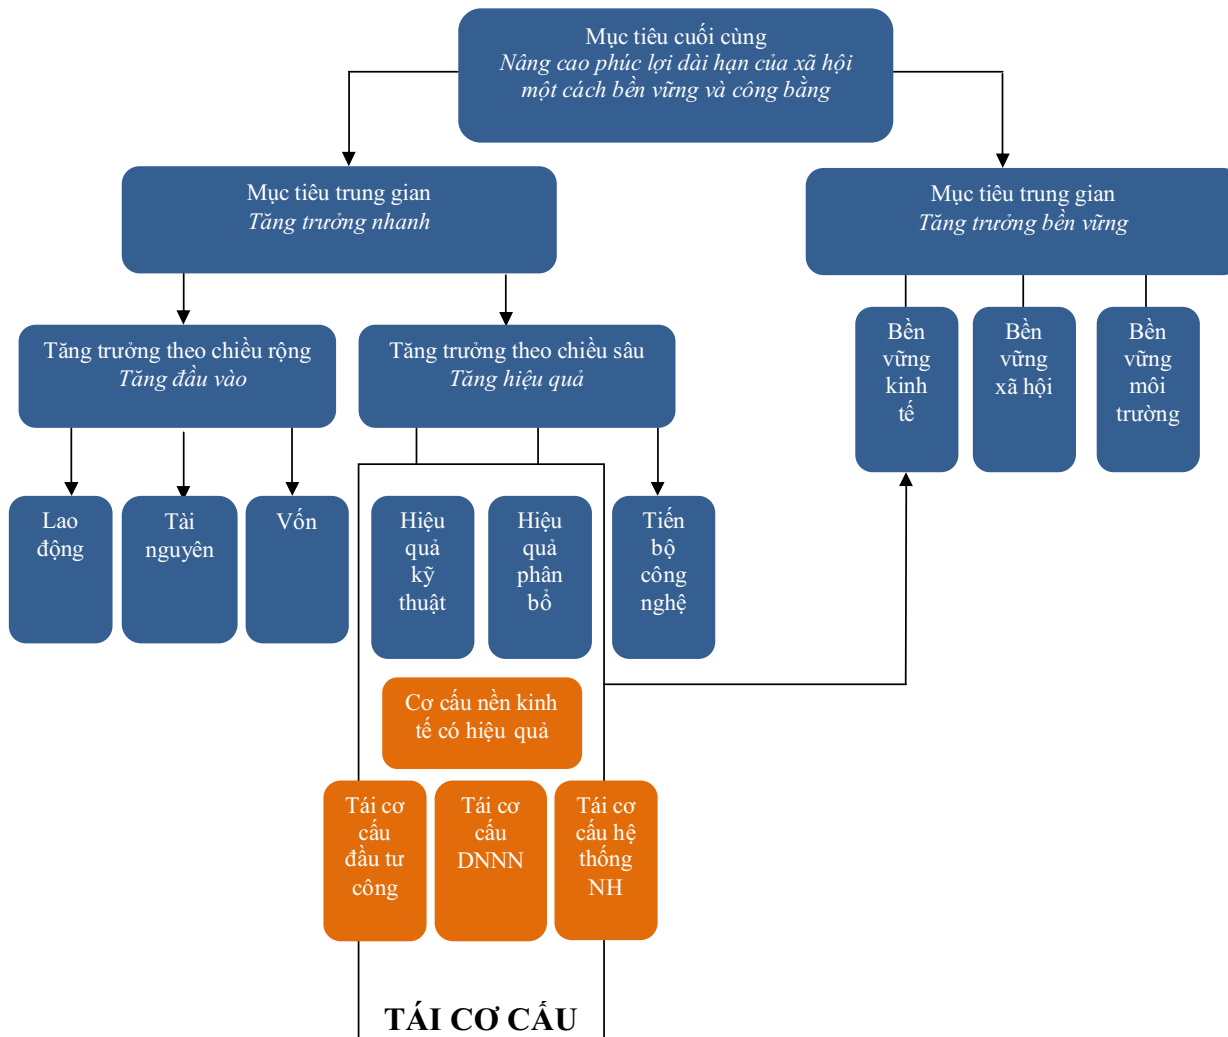 Mục tiêu cuối cùng
Nâng cao phúc lợi dài hạn của xã hội
một cách bền vững và công bằng
Mục tiêu trung gian
Tăng trưởng nhanh
Mục tiêu trung gian
Tăng trưởng bền vững
Tăng trưởng theo chiều rộng
Tăng đầu vào
Tăng trưởng theo chiều sâu
Tăng hiệu quả
Bền
vững
kinh
tế
Bền
vững
xã hội
Bền
vững
môi
trường
Lao
động
Tài
nguyên
Vốn
Hiệu
quả
kỹ
thuật
Hiệu
quả
phân
bổ
Tiến
bộ
công
nghệ
Cơ cấu nền kinh
tế có hiệu quả
Tái cơ
cấu
đầu tư
công
Tái cơ
cấu
DNNN
Tái cơ
cấu hệ
thống
NH
TÁI CƠ CẤU